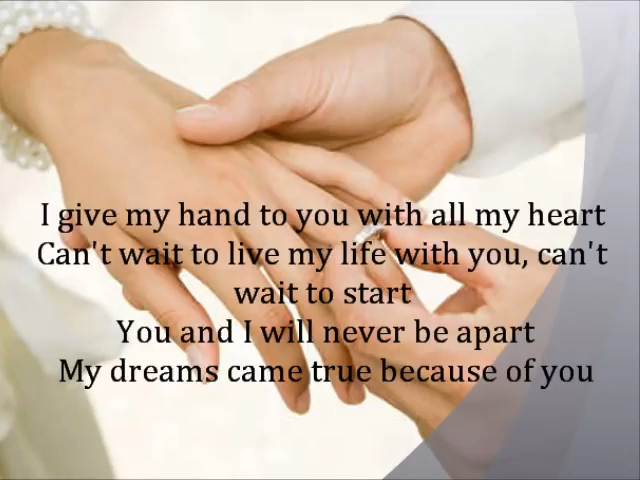 I give my hand to you with all my heart
Can't wait to live my life with you, can't
wait to start
You and I will never be apart
My dreams came true because of you